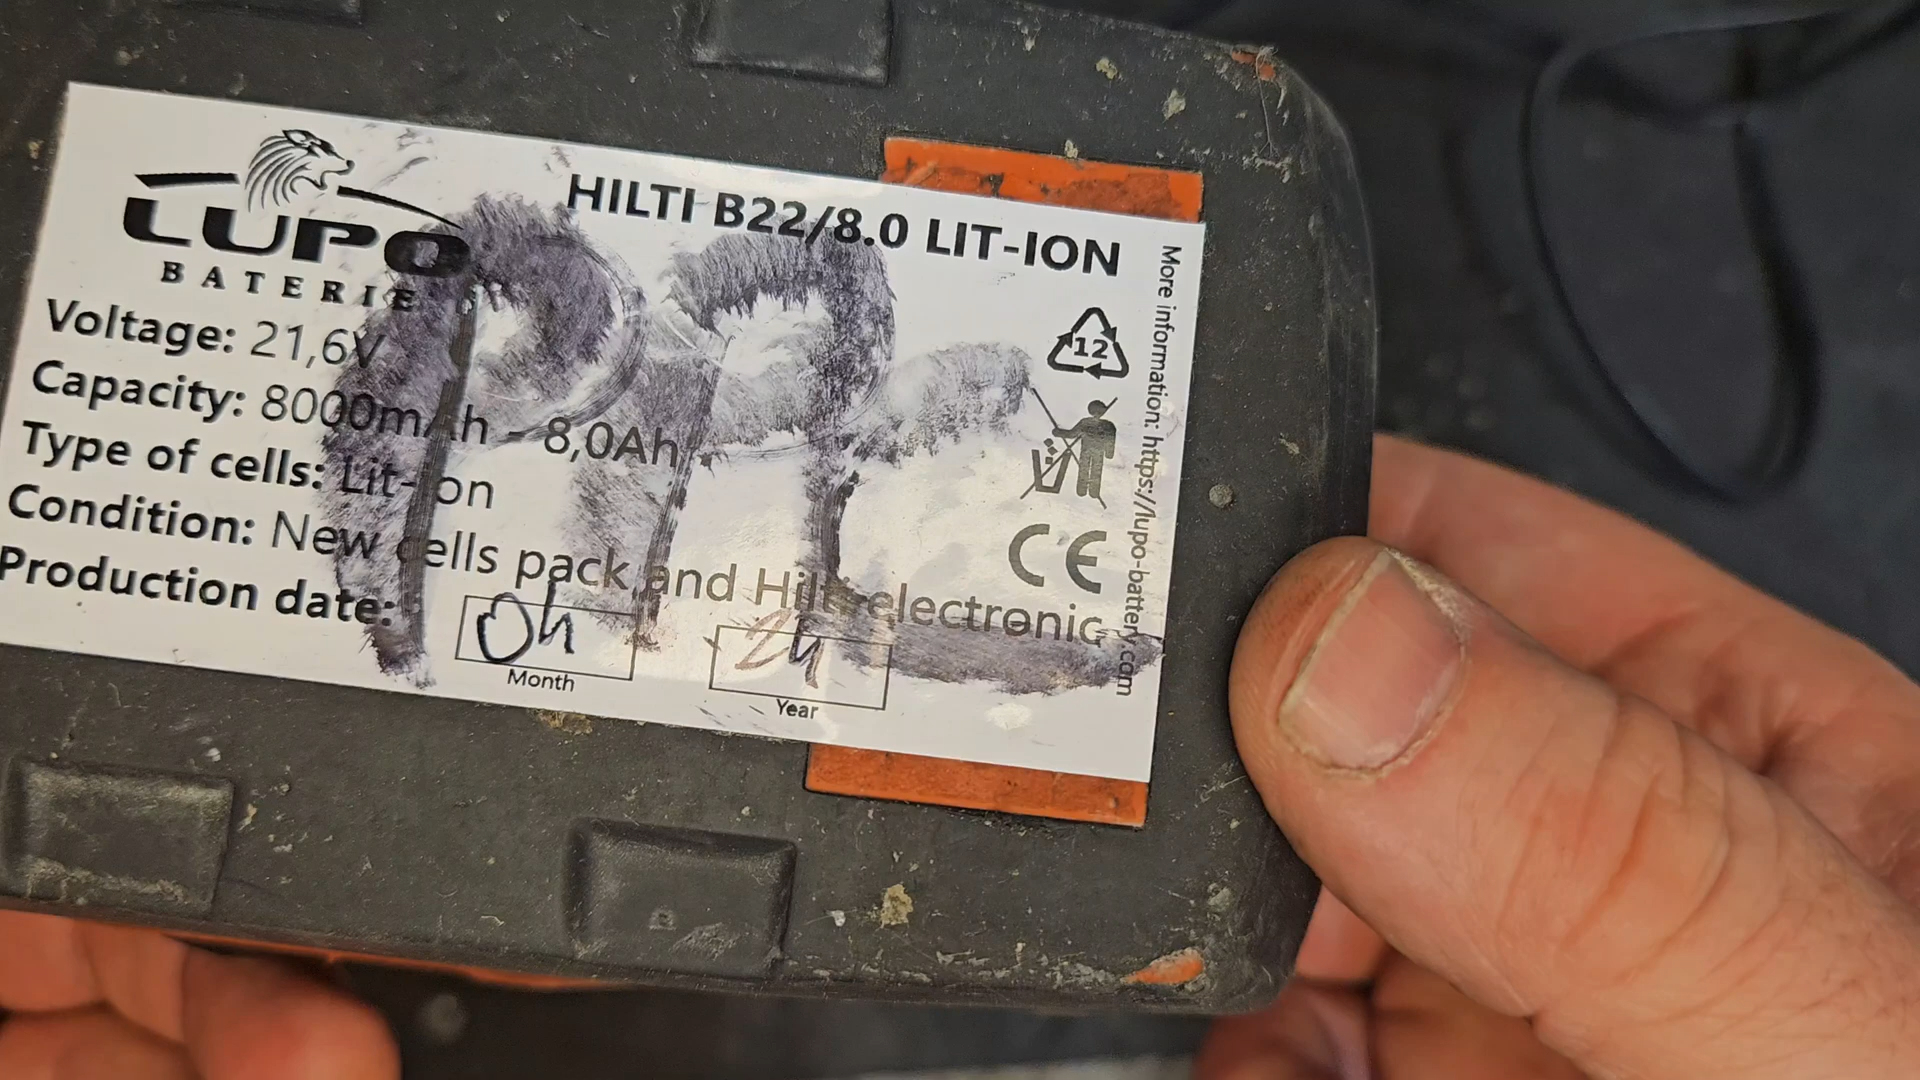 LUPO
BATERIE
HILTI B22/8.0 LIT-ION
Voltage: 21,6V
Capacity: 8000mAh - 8,0Ah
Type of cells: Lit-Ion
Condition: New cells pack and Hilti electronic
Production date:
04
Month
24
Year
12
CE
More information: https://lupo-battery.com